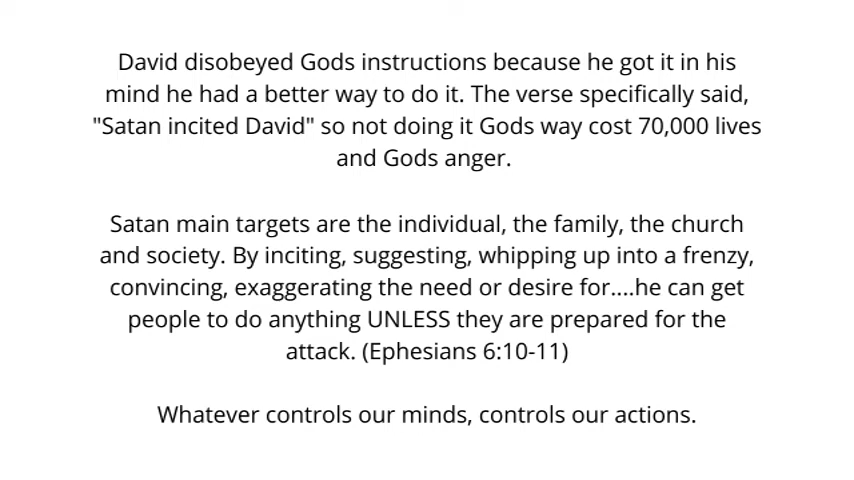 David disobeyed Gods instructions because he got it in his
mind he had a better way to do it. The verse specifically said,
"Satan incited David" so not doing it Gods way cost 70,000 lives
and Gods anger.
Satan main targets are the individual, the family, the church
and society. By inciting, suggesting, whipping up into a frenzy,
convincing, exaggerating the need or desire for....he can get
people to do anything UNLESS they are prepared for the
attack. (Ephesians 6:10-11)
Whatever controls our minds, controls our actions.